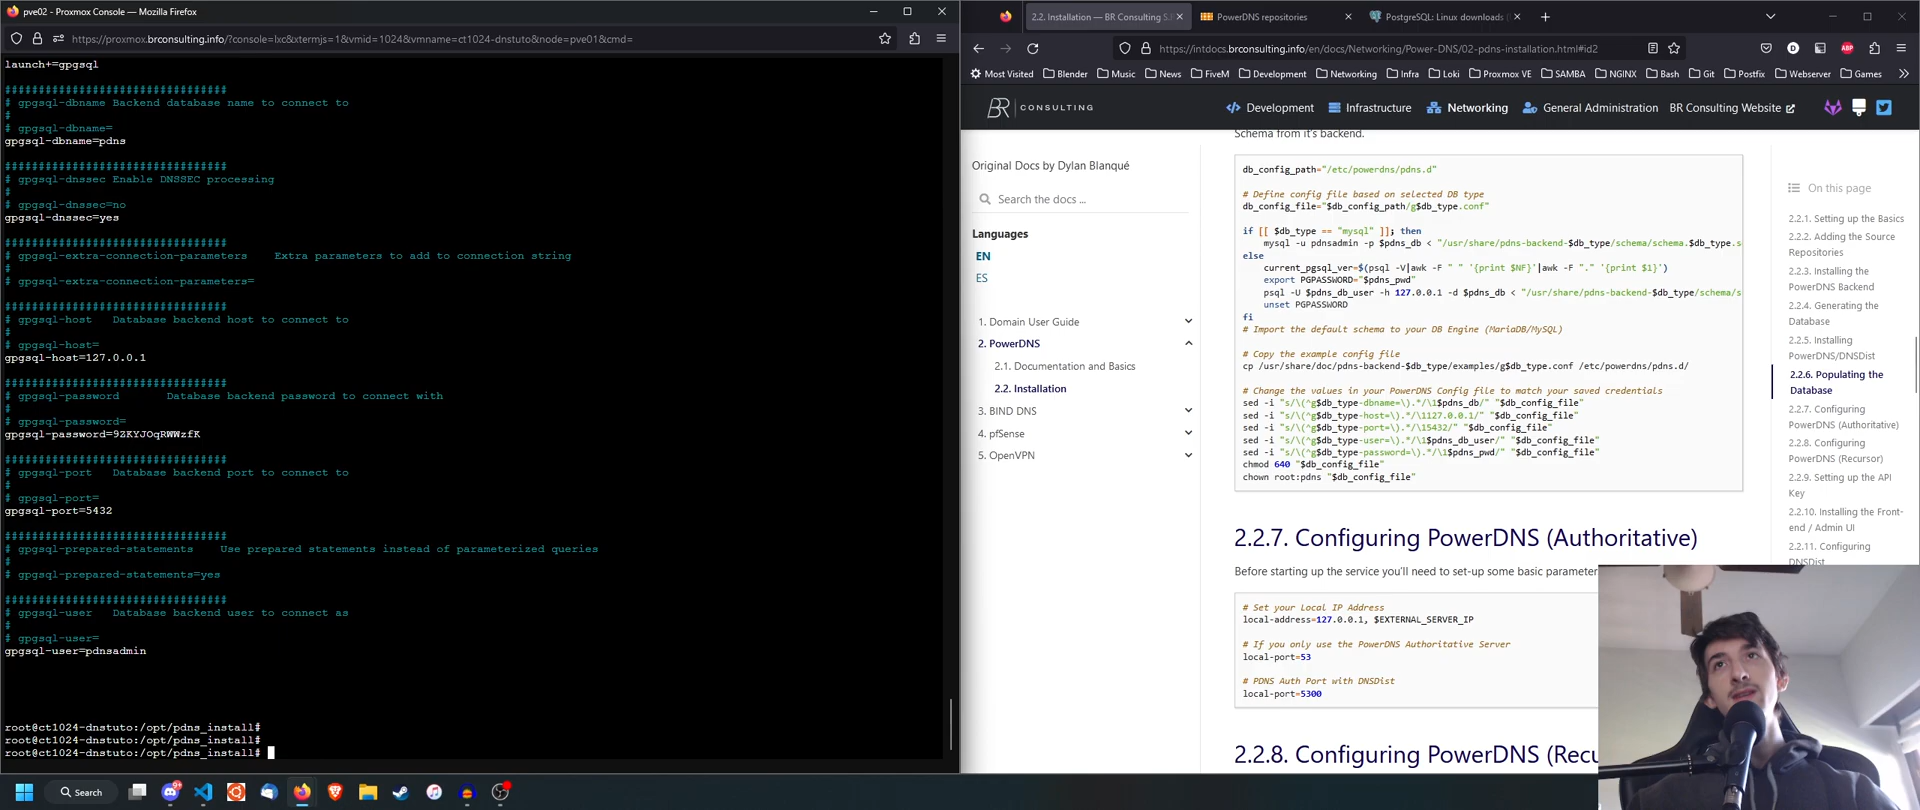 pve02 - Proxmox Console — Mozilla Firefox
https://proxmox.brconsulting.info/?console=lxc&xtermjs=1&vmid=1024&vmname=ct1024-dnstuto&node=pve01&cmd=
launch+=gpgsql
#################################
# gpgsql-dbname Backend database name to connect to
#
# gpgsql-dbname=
gpgsql-dbname=pdns
#################################
# gpgsql-dnssec Enable DNSSEC processing
#
# gpgsql-dnssec=no
gpgsql-dnssec=yes
#################################
# gpgsql-extra-connection-parameters Extra parameters to add to connection string
#
# gpgsql-extra-connection-parameters=
#################################
# gpgsql-host Database backend host to connect to
#
# gpgsql-host=
gpgsql-host=127.0.0.1
#################################
# gpgsql-password Database backend password to connect with
#
# gpgsql-password=
gpgsql-password=9ZKYJOqRWWzfK
#################################
# gpgsql-port Database backend port to connect to
#
# gpgsql-port=
gpgsql-port=5432
#################################
# gpgsql-prepared-statements Use prepared statements instead of parameterized queries
#
# gpgsql-prepared-statements=yes
#################################
# gpgsql-user Database backend user to connect as
#
# gpgsql-user=
gpgsql-user=pdnsadmin
root@ct1024-dnstuto:/opt/pdns_install#
root@ct1024-dnstuto:/opt/pdns_install#
root@ct1024-dnstuto:/opt/pdns_install#
2.2. Installation — BR Consulting S.
PowerDNS repositories
PostgreSQL: Linux downloads (
https://intdocs.brconsulting.info/en/docs/Networking/Power-DNS/02-pdns-installation.html#id2
Most Visited Blender Music News FiveM Development Networking Infra Loki Proxmox VE SAMBA NGINX Bash Git Postfix Webserver Games
BR CONSULTING
Development Infrastructure Networking General Administration BR Consulting Website
Original Docs by Dylan Blanqué
Search the docs ...
Languages
EN
ES
1. Domain User Guide
2. PowerDNS
2.1. Documentation and Basics
2.2. Installation
3. BIND DNS
4. pfSense
5. OpenVPN
Schema from it's backend.
db_config_path="/etc/powerdns/pdns.d"
# Define config file based on selected DB type
db_config_file="$db_config_path/g$db_type.conf"
if [[ $db_type == "mysql" ]]; then
mysql -u pdnsadmin -p $pdns_db < "/usr/share/pdns-backend-$db_type/schema/schema.$db_type.s
else
current_pgsql_ver=$(psql -V|awk -F " " '{print $NF}'|awk -F "." '{print $1}')
export PGPASSWORD="$pdns_pwd"
psql -U $pdns_db_user -h 127.0.0.1 -d $pdns_db < "/usr/share/pdns-backend-$db_type/schema/s
unset PGPASSWORD
fi
# Import the default schema to your DB Engine (MariaDB/MySQL)
# Copy the example config file
cp /usr/share/doc/pdns-backend-$db_type/examples/g$db_type.conf /etc/powerdns/pdns.d/
# Change the values in your PowerDNS Config file to match your saved credentials
sed -i "s/\(^g$db_type-dbname=\).*/\1$pdns_db/" "$db_config_file"
sed -i "s/\(^g$db_type-host=\).*/\1127.0.0.1/" "$db_config_file"
sed -i "s/\(^g$db_type-port=\).*/\15432/" "$db_config_file"
sed -i "s/\(^g$db_type-user=\).*/\1$pdns_db_user/" "$db_config_file"
sed -i "s/\(^g$db_type-password=\).*/\1$pdns_pwd/" "$db_config_file"
chmod 640 "$db_config_file"
chown root:pdns "$db_config_file"
2.2.7. Configuring PowerDNS (Authoritative)
Before starting up the service you'll need to set-up some basic parameter
# Set your Local IP Address
local-address=127.0.0.1, $EXTERNAL_SERVER_IP
# If you only use the PowerDNS Authoritative Server
local-port=53
# PDNS Auth Port with DNSDist
local-port=5300
2.2.8. Configuring PowerDNS (Recu
On this page
2.2.1. Setting up the Basics
2.2.2. Adding the Source
Repositories
2.2.3. Installing the
PowerDNS Backend
2.2.4. Generating the
Database
2.2.5. Installing
PowerDNS/DNSDist
2.2.6. Populating the
Database
2.2.7. Configuring
PowerDNS (Authoritative)
2.2.8. Configuring
PowerDNS (Recursor)
2.2.9. Setting up the API
Key
2.2.10. Installing the Front-
end / Admin UI
2.2.11. Configuring
DNSDist
Search